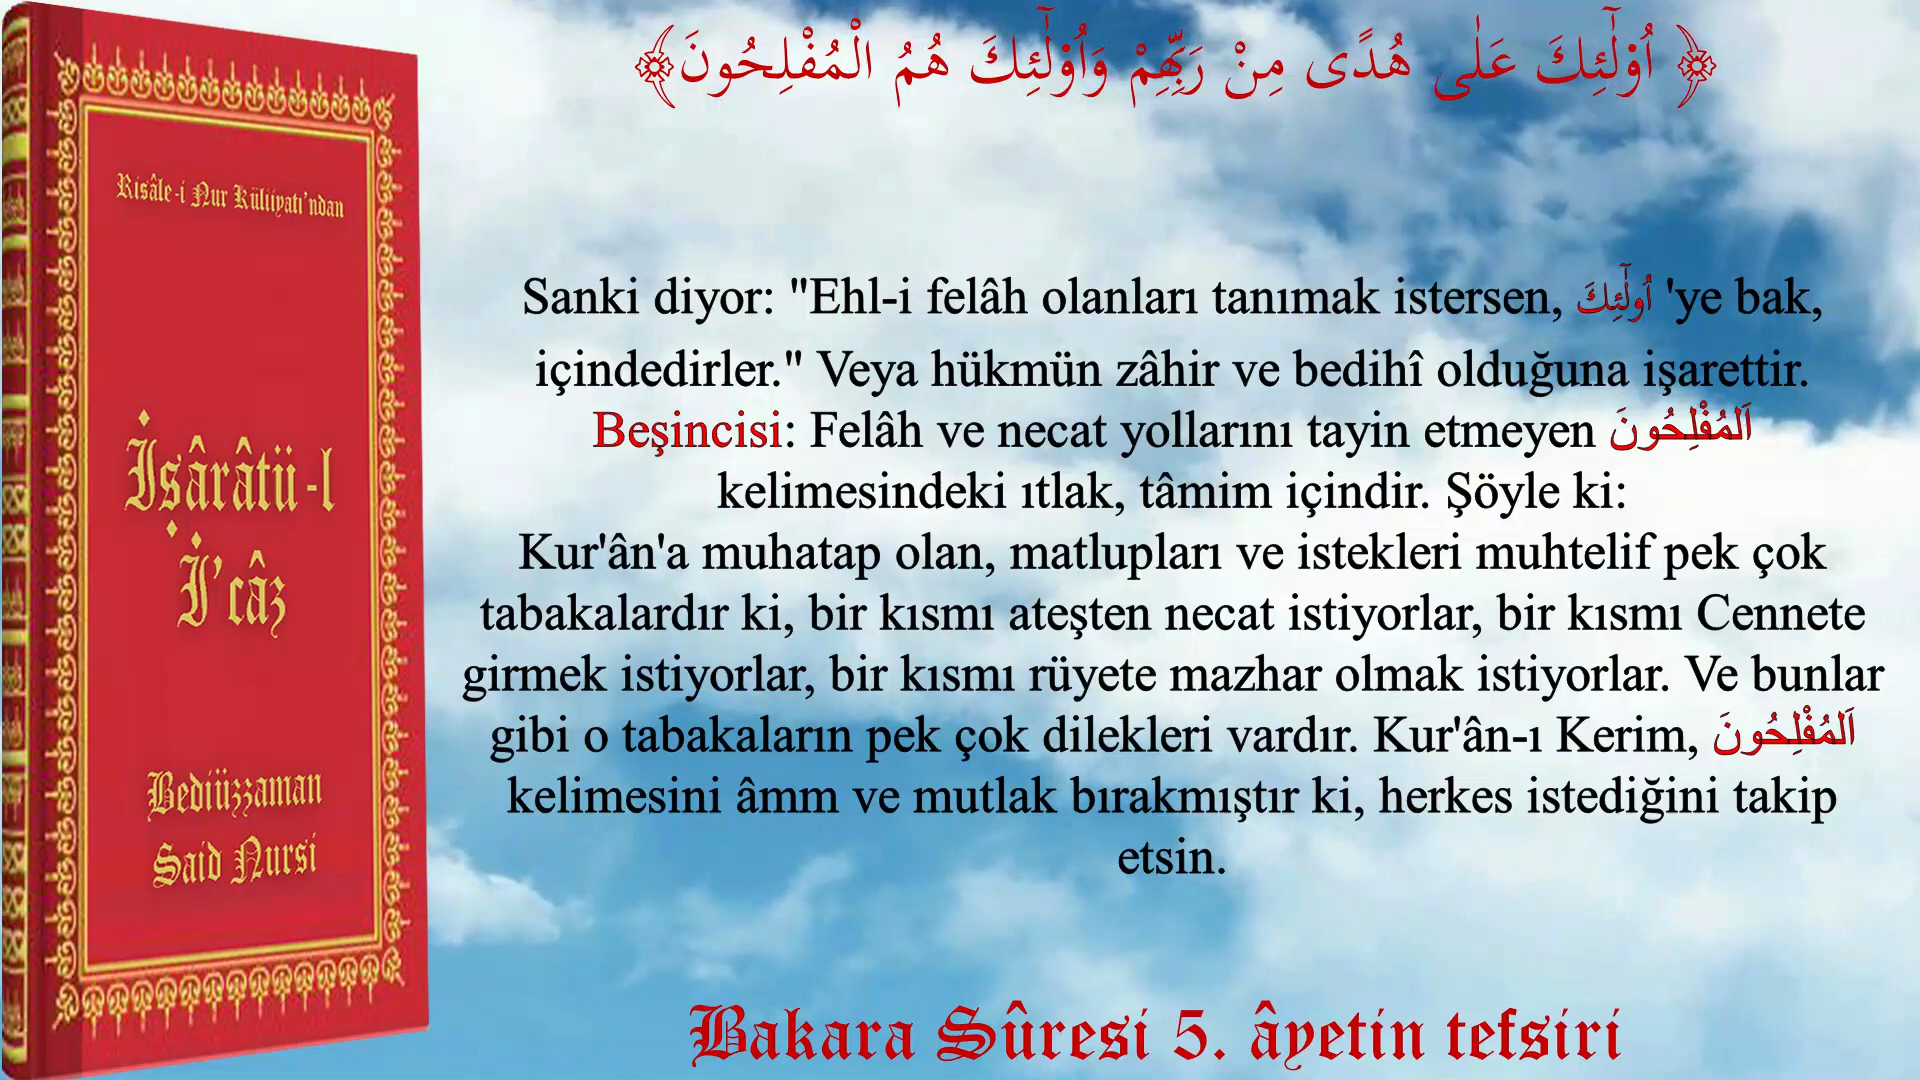 ﴿ اُوْلٰٓئِكَ عَلٰى هُدًى مِنْ رَبِّهِمْ وَاُوْلٰٓئِكَ هُمُ الْمُفْلِحُونَ﴾
Risâle-i Nur Külliyatı'ndan
İşârâtü-l
İ'câz
Bediüzzaman
Said Nursi
Sanki diyor: "Ehl-i felâh olanları tanımak istersen, اُولٰٓئِكَ 'ye bak,
içindedirler." Veya hükmün zâhir ve bedihî olduğuna işarettir.
Beşincisi: Felâh ve necat yollarını tayin etmeyen اَلمُفْلِحُونَ
kelimesindeki ıtlak, tâmim içindir. Şöyle ki:
Kur'ân'a muhatap olan, matlupları ve istekleri muhtelif pek çok
tabakalardır ki, bir kısmı ateşten necat istiyorlar, bir kısmı Cennete
girmek istiyorlar, bir kısmı rüyete mazhar olmak istiyorlar. Ve bunlar
gibi o tabakaların pek çok dilekleri vardır. Kur'ân-ı Kerim, اَلمُفْلِحُونَ
kelimesini âmm ve mutlak bırakmıştır ki, herkes istediğini takip
etsin.
Bakara Sûresi 5. âyetin tefsiri